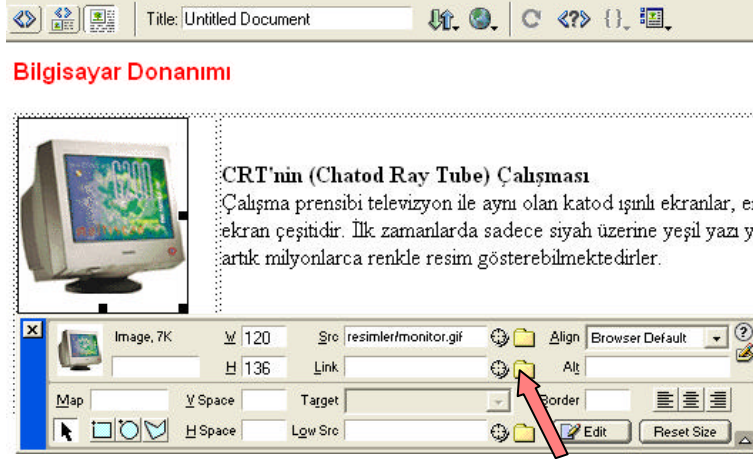 Title: Untitled Document
Bilgisayar Donanımı
CRT'nin (Chatod Ray Tube) Çalışması
Çalışma prensibi televizyon ile aynı olan katod ışınlı ekranlar, e
ekran çeşitidir. İlk zamanlarda sadece siyah üzerine yeşil yazı y
artık milyonlarca renkle resim gösterebilmektedirler.
Image, 7K W 120 Src resimler/monitor.gif Align Browser Default
H 136 Link Alt
Map V Space Target Border
H Space Low Src Edit Reset Size